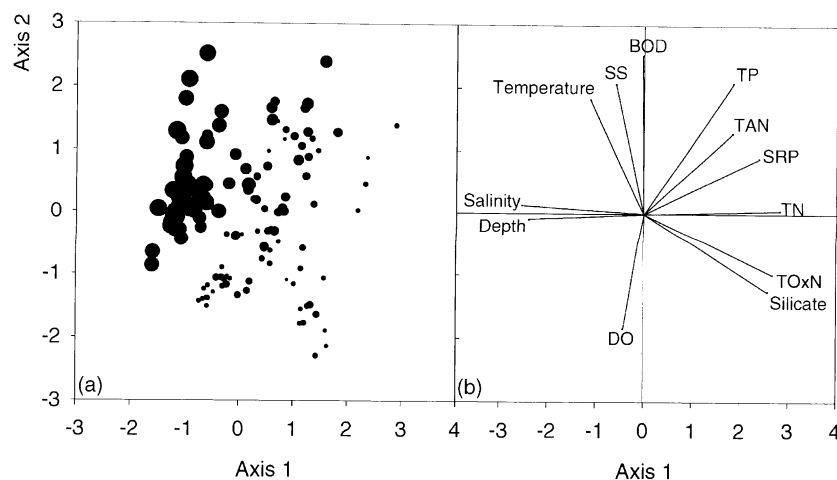 Axis 2
3
2
1
0
-1
-2
-3
(a)
-3 -2 -1 0 1 2 3
Axis 1
BOD
SS
TP
Temperature
TAN
SRP
Salinity
TN
Depth
TOxN
Silicate
DO
(b)
-3 -2 -1 0 1 2 3 4
Axis 1